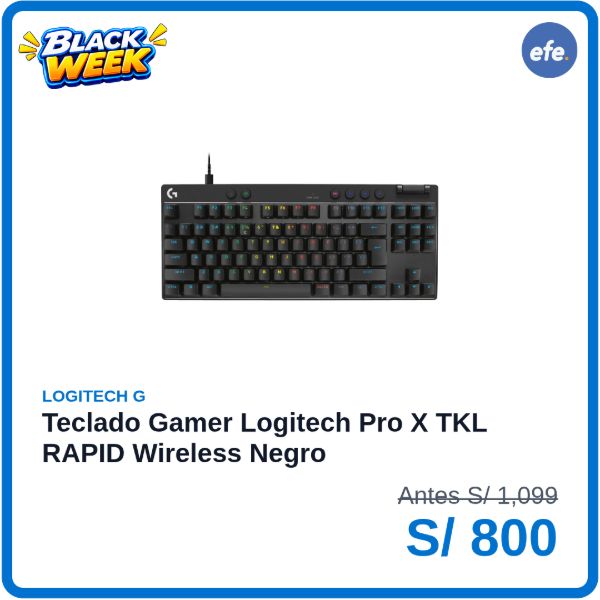 BLACK
WEEK
efe.
LOGITECH G
Teclado Gamer Logitech Pro X TKL
RAPID Wireless Negro
Antes S/ 1,099
S/ 800